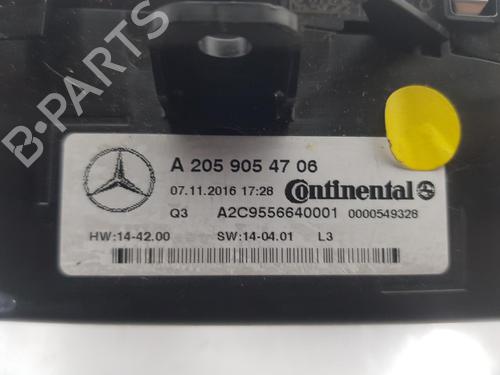 B-PARTS
A 205 905 47 06
07.11.2016 17:28 Continental
Q3 A2C9556640001 0000549328
HW:14-42.00 SW:14-04.01 L3